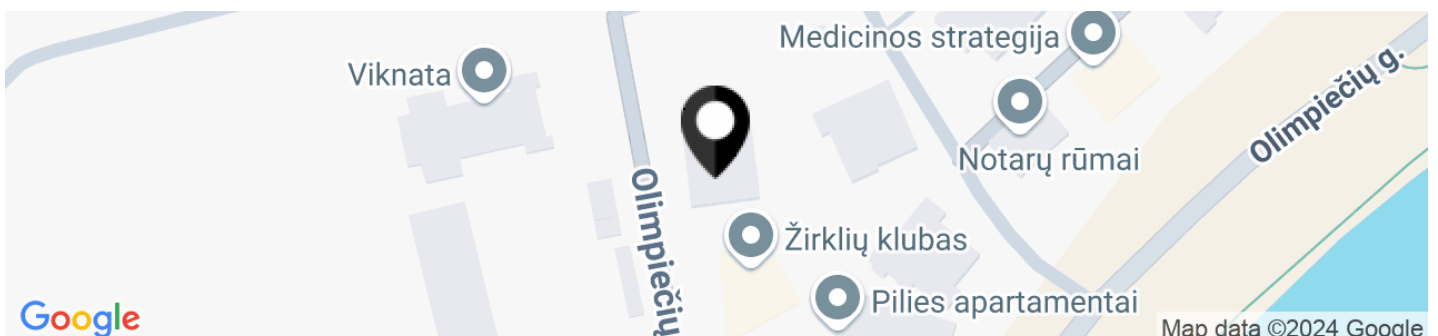 Medicinos strategija
Viknata
Olimpiečių g.
Notarų rūmai
Olimpiečių
Žirklių klubas
Pilies apartamentai
Google
Map data ©2024 Google